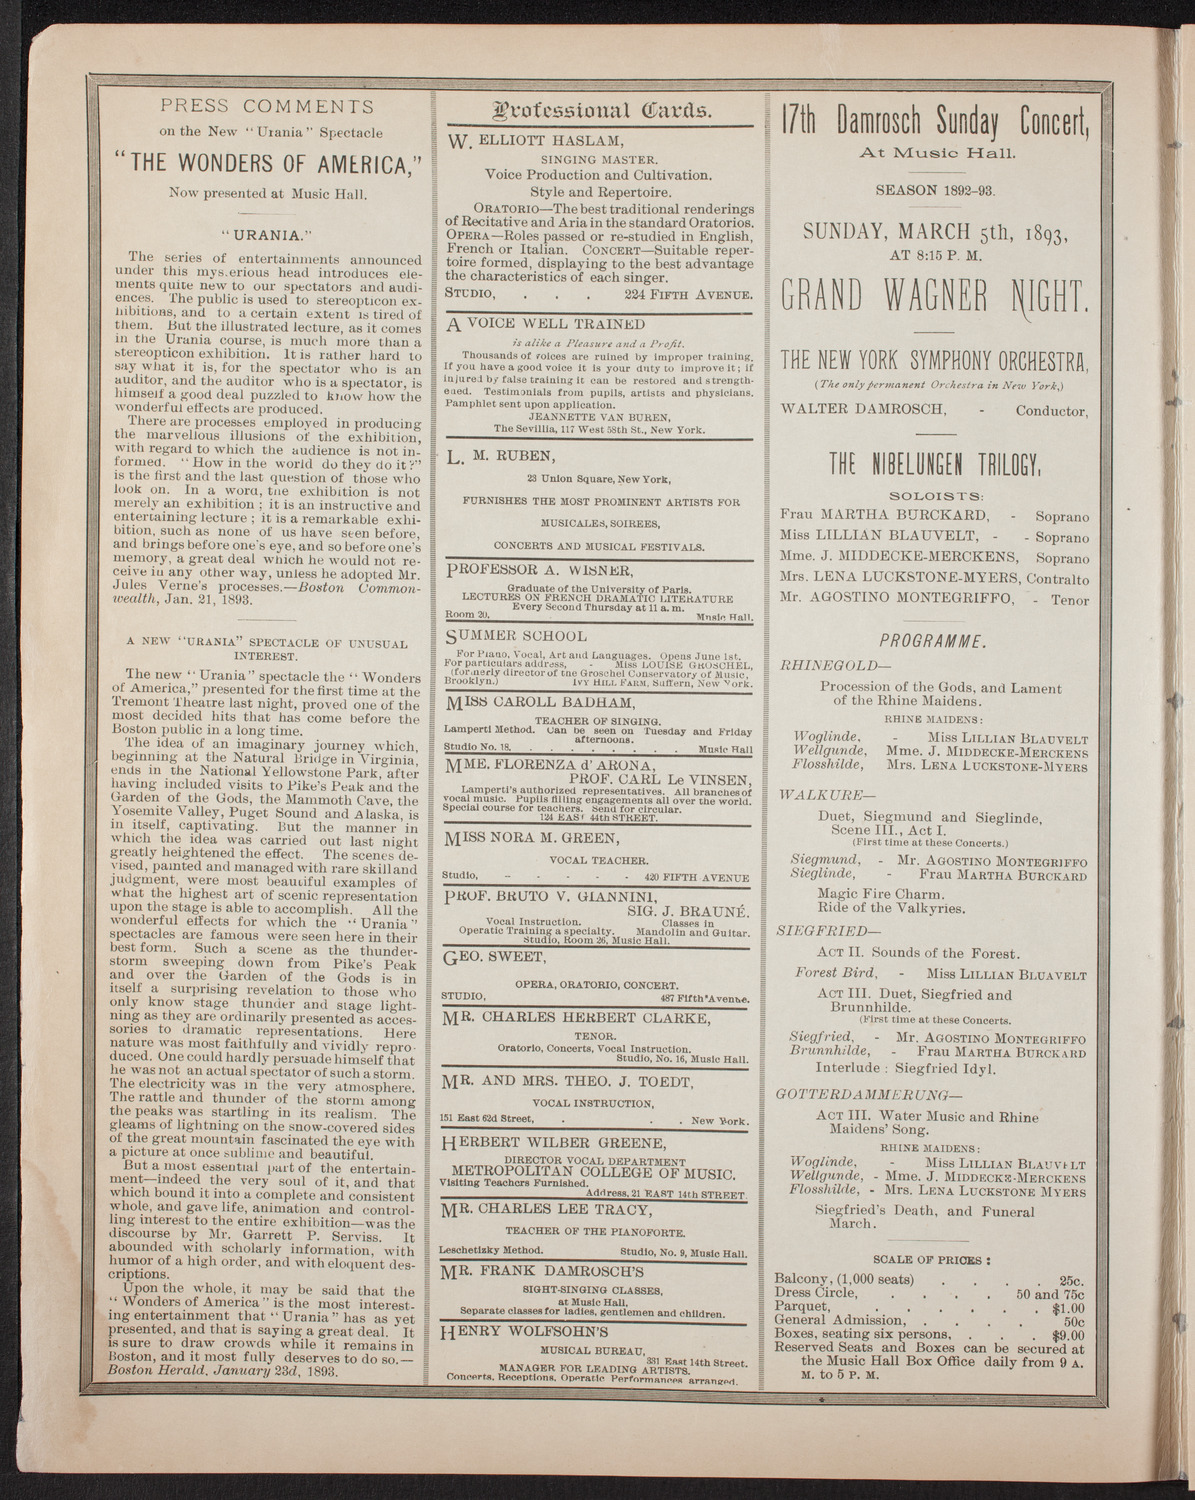 PRESS COMMENTS
on the New "Urania" Spectacle
"THE WONDERS OF AMERICA,"
Now presented at Music Hall.
"URANIA."
The series of entertainments announced
under this mys.erious head introduces ele-
ments quite new to our spectators and audi-
ences. The public is used to stereopticon ex-
hibitions, and to a certain extent is tired of
them. But the illustrated lecture, as it comes
in the Urania course, is much more than a
stereopticon exhibition. It is rather hard to
say what it is, for the spectator who is an
auditor, and the auditor who is a spectator, is
himself a good deal puzzled to know how the
wonderful effects are produced.
There are processes employed in producing
the marvellous illusions of the exhibition,
with regard to which the audience is not in-
formed. "How in the world do they do it?"
is the first and the last question of those who
look on. In a word, the exhibition is not
merely an exhibition; it is an instructive and
entertaining lecture; it is a remarkable exhi-
bition, such as none of us have seen before,
and brings before one's eye, and so before one's
memory, a great deal which he would not re-
ceive in any other way, unless he adopted Mr.
Jules Verne's processes.—Boston Common-
wealth, Jan. 21, 1893.
A NEW "URANIA" SPECTACLE OF UNUSUAL
INTEREST.
The new "Urania" spectacle the "Wonders
of America," presented for the first time at the
Tremont Theatre last night, proved one of the
most decided hits that has come before the
Boston public in a long time.
The idea of an imaginary journey which,
beginning at the Natural Bridge in Virginia,
ends in the National Yellowstone Park, after
having included visits to Pike's Peak and the
Garden of the Gods, the Mammoth Cave, the
Yosemite Valley, Puget Sound and Alaska, is
in itself, captivating. But the manner in
which the idea was carried out last night
greatly heightened the effect. The scenes de-
vised, painted and managed with rare skill and
judgment, were most beautiful examples of
what the highest art of scenic representation
upon the stage is able to accomplish. All the
wonderful effects for which the "Urania"
spectacles are famous were seen here in their
best form. Such a scene as the thunder-
storm sweeping down from Pike's Peak
and over the Garden of the Gods is in
itself a surprising revelation to those who
only know stage thunder and stage light-
ning as they are ordinarily presented as acces-
sories to dramatic representations. Here
nature was most faithfully and vividly repro-
duced. One could hardly persuade himself that
he was not an actual spectator of such a storm.
The electricity was in the very atmosphere.
The rattle and thunder of the storm among
the peaks was startling in its realism. The
gleams of lightning on the snow-covered sides
of the great mountain fascinated the eye with
a picture at once sublime and beautiful.
But a most essential part of the entertain-
ment—indeed the very soul of it, and that
which bound it into a complete and consistent
whole, and gave life, animation and control-
ling interest to the entire exhibition—was the
discourse by Mr. Garrett P. Serviss. It
abounded with scholarly information, with
humor of a high order, and with eloquent des-
criptions.
Upon the whole, it may be said that the
"Wonders of America" is the most interest-
ing entertainment that "Urania" has as yet
presented, and that is saying a great deal. It
is sure to draw crowds while it remains in
Boston, and it most fully deserves to do so.—
Boston Herald, January 23d, 1893.
Professional Cards.
W. ELLIOTT HASLAM,
SINGING MASTER.
Voice Production and Cultivation.
Style and Repertoire.
ORATORIO—The best traditional renderings
of Recitative and Aria in the standard Oratorios.
OPERA—Roles passed or re-studied in English,
French or Italian. CONCERT—Suitable reper-
toire formed, displaying to the best advantage
the characteristics of each singer.
STUDIO, . . . 224 FIFTH AVENUE.
A VOICE WELL TRAINED
is alike a Pleasure and a Profit.
Thousands of voices are ruined by improper training.
If you have a good voice it is your duty to improve it; if
injured by false training it can be restored and strength-
ened. Testimonials from pupils, artists and physicians.
Pamphlet sent upon application.
JEANNETTE VAN BUREN,
The Sevillia, 117 West 58th St., New York.
L. M. RUBEN,
23 Union Square, New York,
FURNISHES THE MOST PROMINENT ARTISTS FOR
MUSICALES, SOIREES,
CONCERTS AND MUSICAL FESTIVALS.
PROFESSOR A. WISNER,
Graduate of the University of Paris.
LECTURES ON FRENCH DRAMATIC LITERATURE
Every Second Thursday at 11 a. m.
Room 20, Music Hall.
SUMMER SCHOOL
For Piano, Vocal, Art and Languages. Opens June 1st.
For particulars address, - Miss LOUISE GROSCHEL,
(formerly director of the Groschel Conservatory of Music,
Brooklyn.) IVY HILL FARM, Suffern, New York.
MISS CAROLL BADHAM,
TEACHER OF SINGING.
Lamperti Method. Can be seen on Tuesday and Friday
afternoons.
Studio No. 18. . . . . . . . . Music Hall
MME. FLORENZA d' ARONA,
PROF. CARL Le VINSEN,
Lamperti's authorized representatives. All branches of
vocal music. Pupils filling engagements all over the world.
Special course for teachers. Send for circular.
124 EAST 44th STREET.
MISS NORA M. GREEN,
VOCAL TEACHER.
Studio, - - - - - 420 FIFTH AVENUE
PROF. BRUTO V. GIANNINI,
SIG. J. BRAUNÉ.
Vocal Instruction. Classes in
Operatic Training a specialty. Mandolin and Guitar.
Studio, Room 26, Music Hall.
GEO. SWEET,
OPERA, ORATORIO, CONCERT.
STUDIO, 487 Fifth Avenue.
MR. CHARLES HERBERT CLARKE,
TENOR.
Oratorio, Concerts, Vocal Instruction.
Studio, No. 16, Music Hall.
MR. AND MRS. THEO. J. TOEDT,
VOCAL INSTRUCTION,
151 East 62d Street, . . . New York.
HERBERT WILBER GREENE,
DIRECTOR VOCAL DEPARTMENT
METROPOLITAN COLLEGE OF MUSIC.
Visiting Teachers Furnished.
Address, 21 EAST 14th STREET
MR. CHARLES LEE TRACY,
TEACHER OF THE PIANOFORTE.
Leschetizky Method. Studio, No. 9, Music Hall.
MR. FRANK DAMROSCH'S
SIGHT-SINGING CLASSES,
at Music Hall,
Separate classes for ladies, gentlemen and children.
HENRY WOLFSOHN'S
MUSICAL BUREAU,
331 East 14th Street.
MANAGER FOR LEADING ARTISTS.
Concerts, Receptions, Operatic Performances arranged.
17th Damrosch Sunday Concert,
At Music Hall.
SEASON 1892-93.
SUNDAY, MARCH 5th, 1893,
AT 8:15 P. M.
GRAND WAGNER NIGHT.
THE NEW YORK SYMPHONY ORCHESTRA,
(The only permanent Orchestra in New York,)
WALTER DAMROSCH, - Conductor,
THE NIBELUNGEN TRILOGY,
SOLOISTS:
Frau MARTHA BURCKARD, - Soprano
Miss LILLIAN BLAUVELT, - - Soprano
Mme. J. MIDDECKE-MERCKENS, Soprano
Mrs. LENA LUCKSTONE-MYERS, Contralto
Mr. AGOSTINO MONTEGRIFFO, - Tenor
PROGRAMME.
RHINEGOLD—
Procession of the Gods, and Lament
of the Rhine Maidens.
RHINE MAIDENS:
Woglinde, - Miss LILLIAN BLAUVELT
Wellgunde, Mme. J. MIDDECKE-MERCKENS
Flosshilde, Mrs. LENA LUCKSTONE-MYERS
WALKURE—
Duet, Siegmund and Sieglinde,
Scene III., Act I.
(First time at these Concerts.)
Siegmund, - Mr. AGOSTINO MONTEGRIFFO
Sieglinde, - Frau MARTHA BURCKARD
Magic Fire Charm.
Ride of the Valkyries.
SIEGFRIED—
ACT II. Sounds of the Forest.
Forest Bird, - Miss LILLIAN BLUAVELT
ACT III. Duet, Siegfried and
Brunnhilde.
(First time at these Concerts.
Siegfried, - Mr. AGOSTINO MONTEGRIFFO
Brunnhilde, - Frau MARTHA BURCKARD
Interlude: Siegfried Idyl.
GOTTERDAMMERUNG—
ACT III. Water Music and Rhine
Maidens' Song.
RHINE MAIDENS:
Woglinde, - Miss LILLIAN BLAUVELT
Wellgunde, - Mme. J. MIDDECKE-MERCKENS
Flosshilde, - Mrs. LENA LUCKSTONE MYERS
Siegfried's Death, and Funeral
March.
SCALE OF PRICES:
Balcony, (1,000 seats) . . . . 25c.
Dress Circle, . . . . 50 and 75c
Parquet, . . . . . . $1.00
General Admission, . . . . 50c
Boxes, seating six persons, . . . $9.00
Reserved Seats and Boxes can be secured at
the Music Hall Box Office daily from 9 A.
M. to 5 P. M.